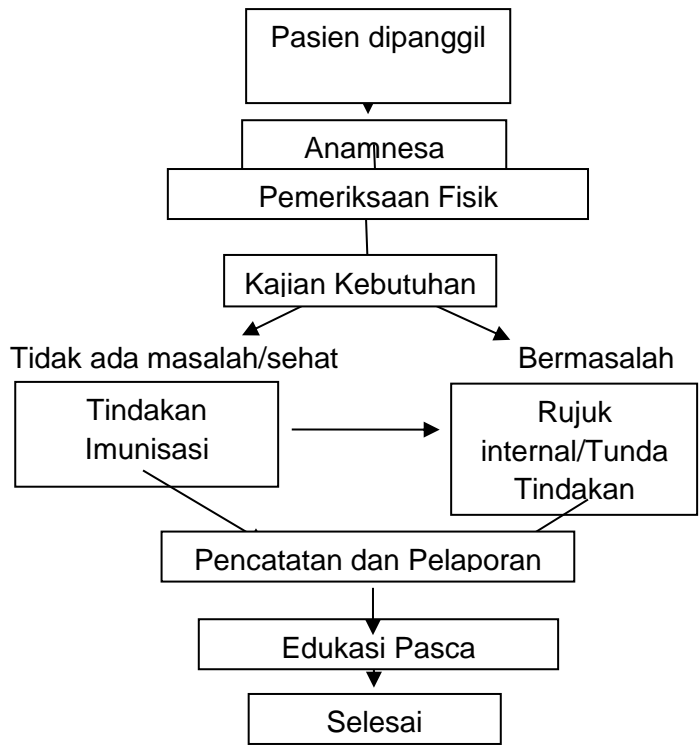 Pasien dipanggil
Anamnesa
Pemeriksaan Fisik
Kajian Kebutuhan
Tidak ada masalah/sehat
Bermasalah
Tindakan
Imunisasi
Rujuk
internal/Tunda
Tindakan
Pencatatan dan Pelaporan
Edukasi Pasca
Selesai